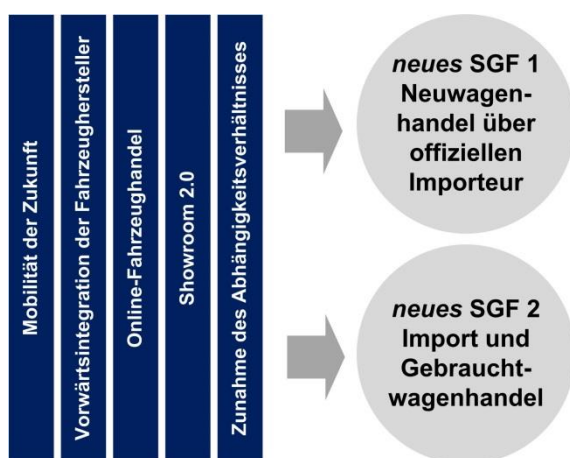 Mobilität der Zukunft
Vorwärtsintegration der Fahrzeughersteller
Online-Fahrzeughandel
Showroom 2.0
Zunahme des Abhängigkeitsverhältnisses
neues SGF 1
Neuwagen-
handel über
offiziellen
Importeur
neues SGF 2
Import und
Gebraucht-
wagenhandel